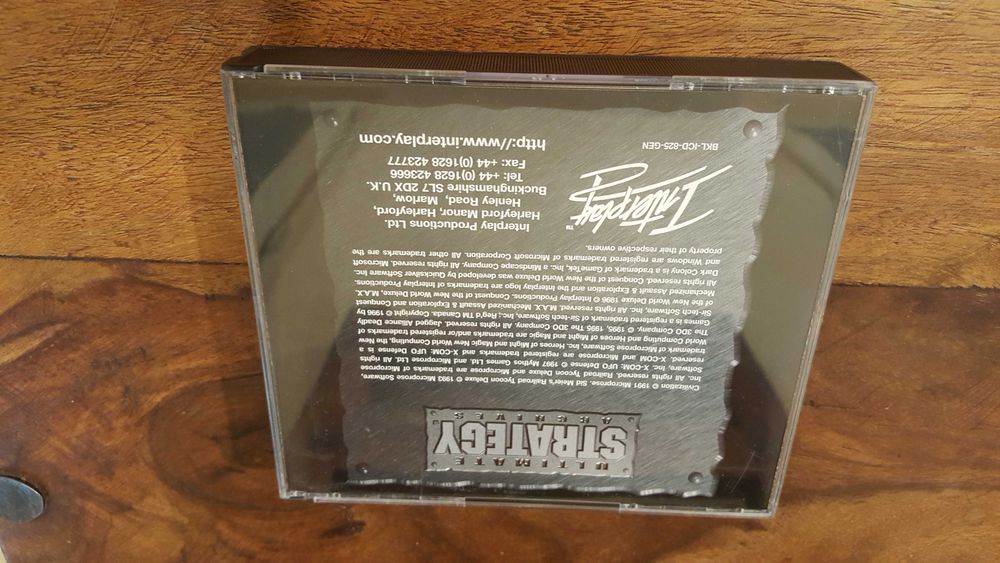 ULTIMATE
STRATEGY
ARCHIVES
Civilization © 1991 Microprose. Sid Meier's Railroad Tycoon Deluxe © 1993 Microprose Software,
Inc. All rights reserved. Railroad Tycoon Deluxe and Microprose are trademarks of Microprose
Software, Inc. X-COM: UFO Defense © 1997 Mythos Games Ltd. and Microprose Ltd. All rights
reserved. X-COM and Microprose are registered trademarks and X-COM: UFO Defense is a
trademark of Microprose Software, Inc. Heroes of Might and Magic New World Computing, the New
World Computing and Heroes of Might and Magic are trademarks and/or registered trademarks of
The 3DO Company. © 1995, 1996 The 3DO Company. All rights reserved. Jagged Alliance Deadly
Games is a registered trademark of Sir-tech Software, Inc.; Reg'd TM Canada. Copyright © 1996 by
Sir-tech Software, Inc. All rights reserved. M.A.X. Mechanized Assault & Exploration and Conquest
of the New World Deluxe © 1996 Interplay Productions. Conquest of the New World Deluxe, M.A.X.
Mechanized Assault & Exploration and the Interplay logo are trademarks of Interplay Productions.
All rights reserved. Conquest of the New World Deluxe was developed by Quicksilver Software Inc.
Dark Colony is a trademark of GameTek, Inc. a Mindscape Company. All rights reserved. Microsoft
and Windows are registered trademarks of Microsoft Corporation. All other trademarks are the
property of their respective owners.
Interplay™
BKL-ICD-825-GEN
Interplay Productions Ltd.
Harleyford Manor, Harleyford,
Henley Road, Marlow,
Buckinghamshire SL7 2DX U.K.
Tel: +44 (0)1628 423666
Fax: +44 (0)1628 423777
http://www.interplay.com